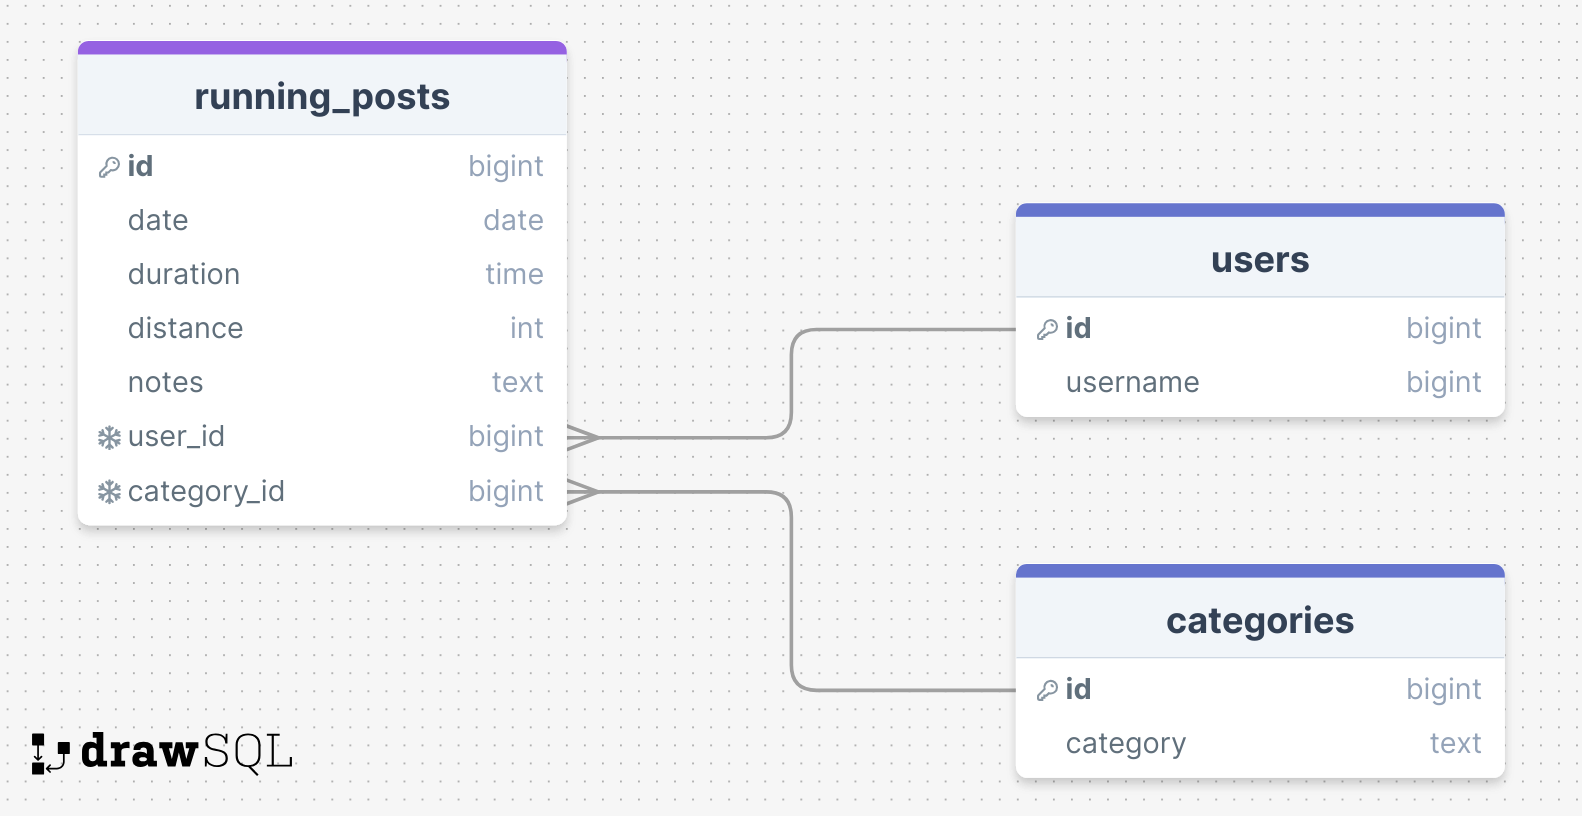 running_posts
id bigint
date date
duration time
distance int
notes text
user_id bigint
category_id bigint
users
id bigint
username bigint
categories
id bigint
category text
drawSQL